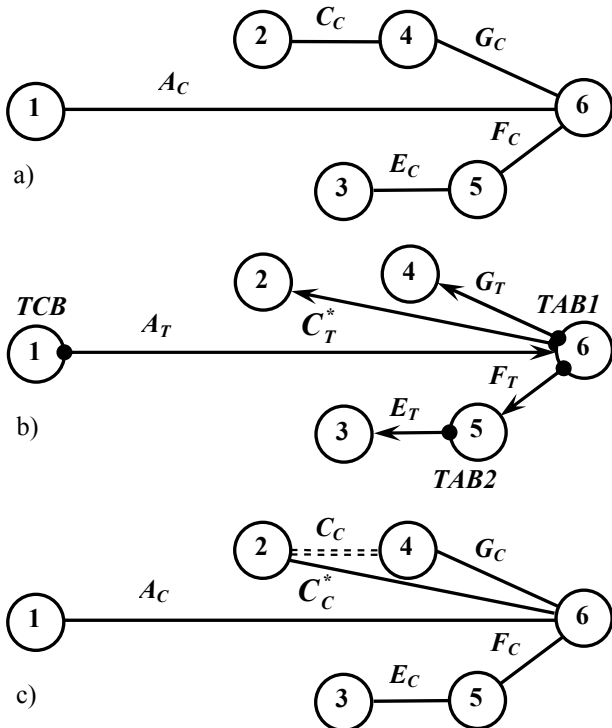 2 C_C 4 G_C
A_C
1 6
F_C
E_C
a) 3 5
2 4 G_T TAB1
TCB A_T C_T^*
1 6
F_T
E_T
b) 3 5
TAB2
2 C_C 4 G_C
A_C C_C^*
1 6
F_C
E_C
c) 3 5